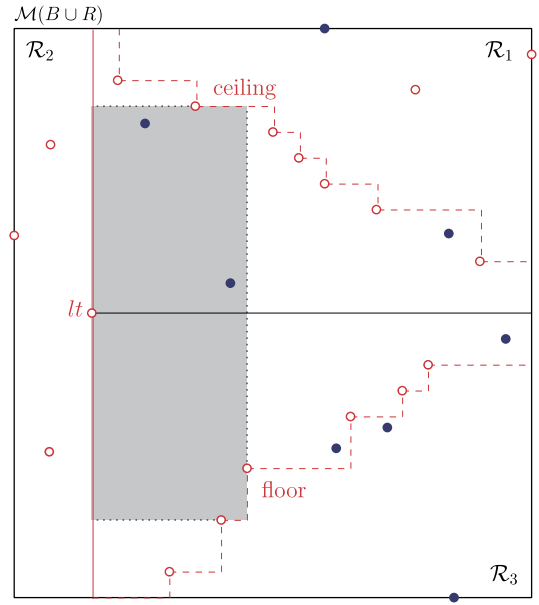 ℳ(B ∪ R)
ℛ₂
ℛ₁
ceiling
lt
floor
ℛ₃